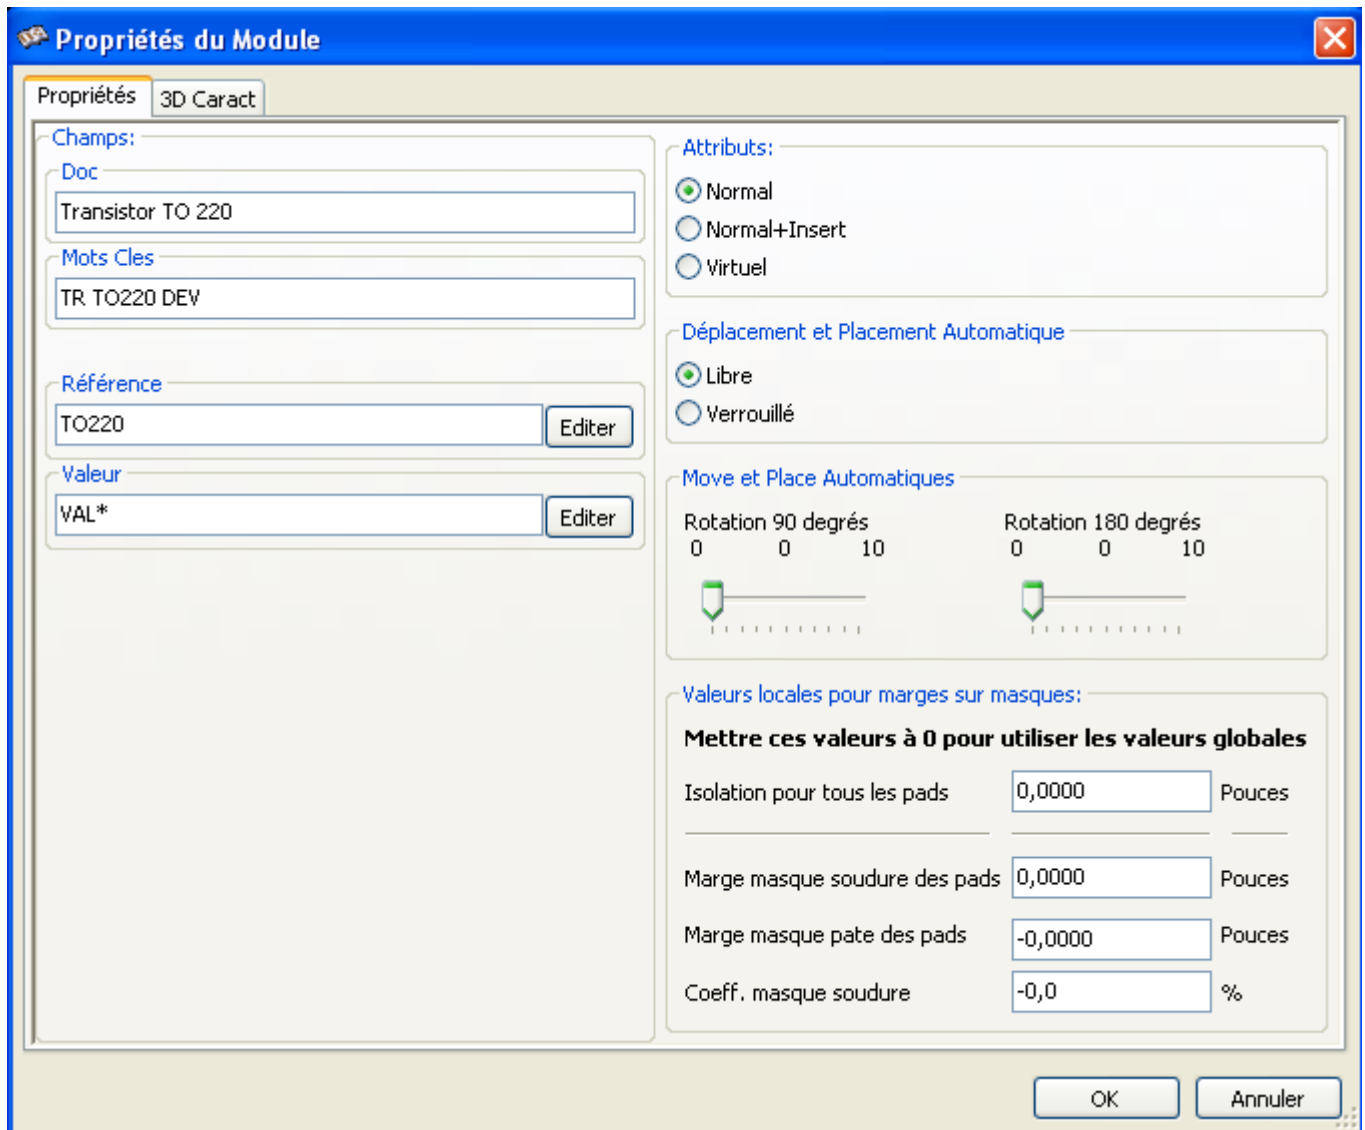 Propriétés du Module
Propriétés
3D Caract
Champs:
Doc
Transistor TO 220
Mots Cles
TR TO220 DEV
Référence
TO220
Editer
Valeur
VAL*
Editer
Attributs:
Normal
Normal+Insert
Virtuel
Déplacement et Placement Automatique
Libre
Verrouillé
Move et Place Automatiques
Rotation 90 degrés
0 0 10
Rotation 180 degrés
0 0 10
Valeurs locales pour marges sur masques:
Mettre ces valeurs à 0 pour utiliser les valeurs globales
Isolation pour tous les pads 0,0000 Pouces
Marge masque soudure des pads 0,0000 Pouces
Marge masque pate des pads -0,0000 Pouces
Coeff. masque soudure -0,0 %
OK
Annuler